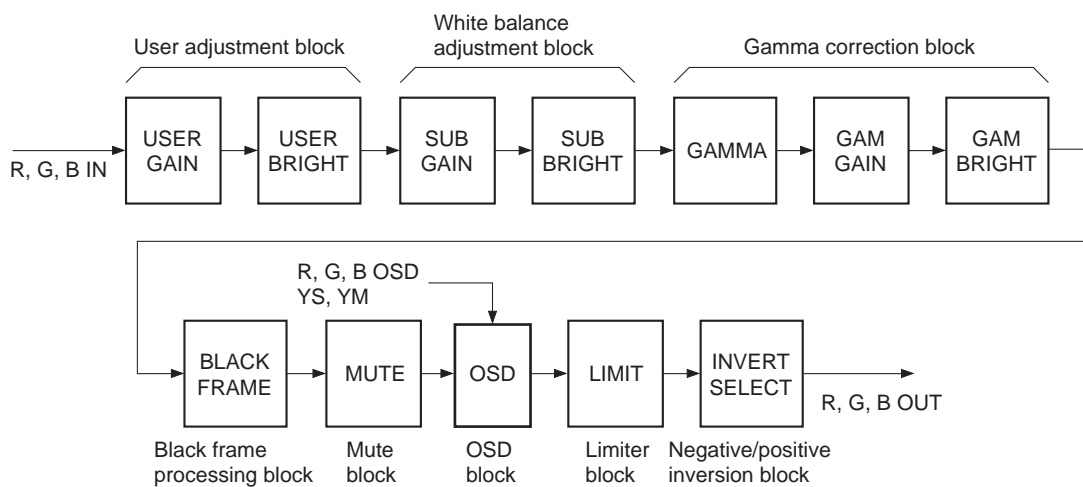 User adjustment block
White balance
adjustment block
Gamma correction block
R, G, B IN
USER
GAIN
USER
BRIGHT
SUB
GAIN
SUB
BRIGHT
GAMMA
GAM
GAIN
GAM
BRIGHT
R, G, B OSD
YS, YM
BLACK
FRAME
MUTE
OSD
LIMIT
INVERT
SELECT
R, G, B OUT
Black frame
processing block
Mute
block
OSD
block
Limiter
block
Negative/positive
inversion block